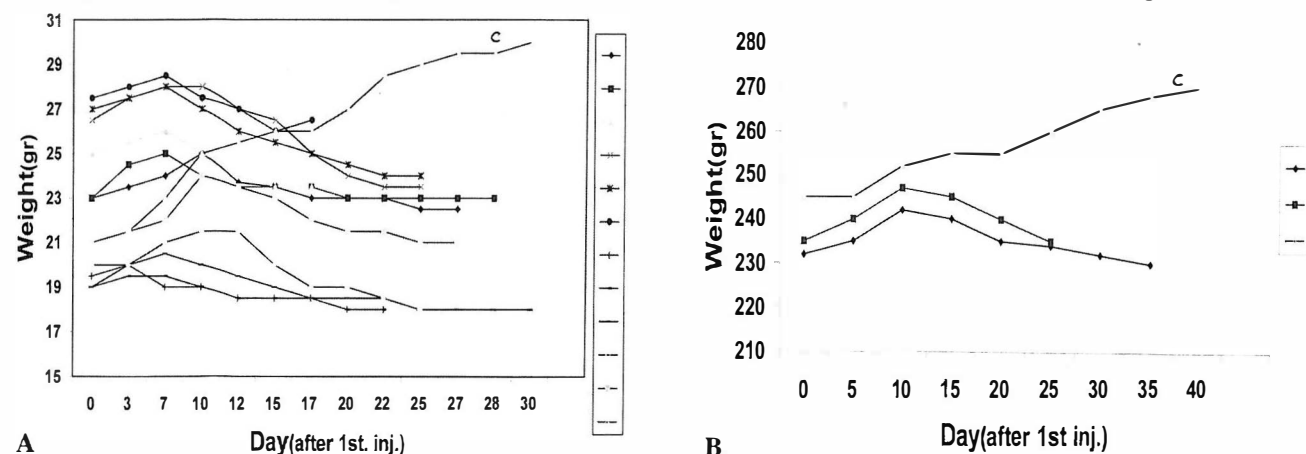 31
29
27
25
23
21
19
17
15
Weight(gr)
C
0 3 7 10 12 15 17 20 22 25 27 28 30
Day(after 1st. inj.)
A
280
270
260
250
240
230
220
210
Weight(gr)
C
0 5 10 15 20 25 30 35 40
Day(after 1st inj.)
B